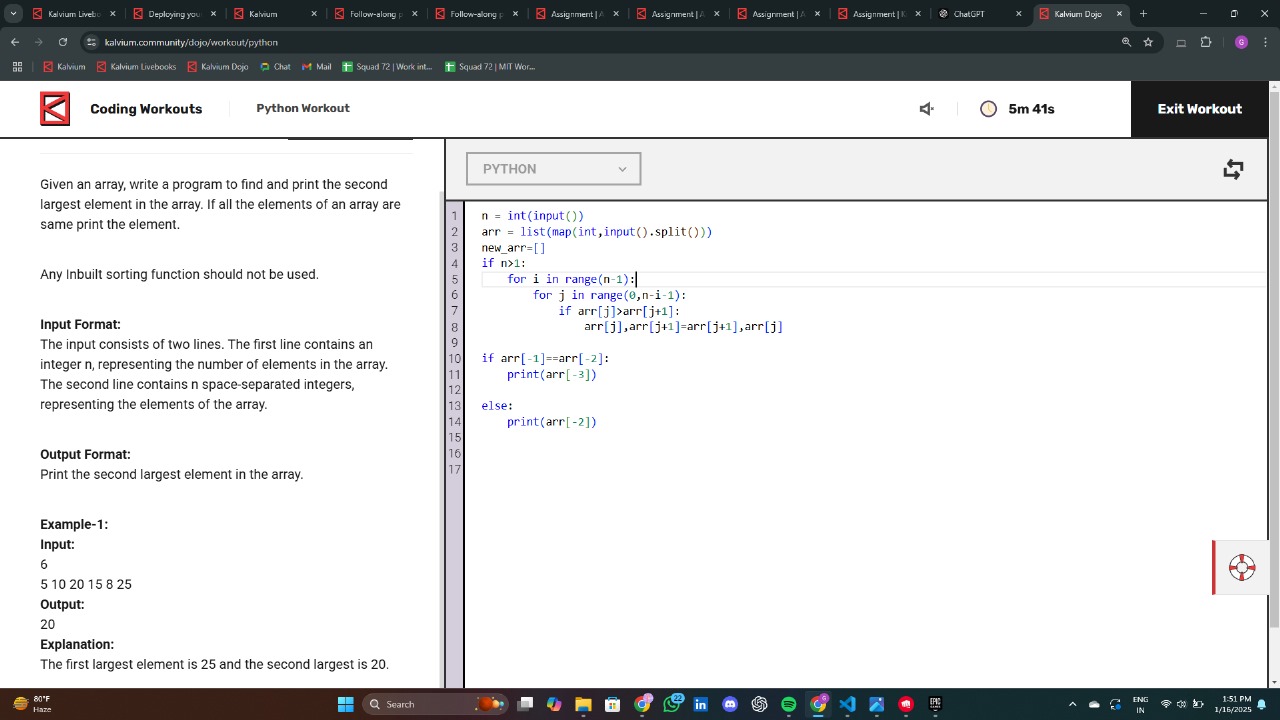 Kalvium Livebo
Deploying you
Kalvium
Follow-along p
Follow-along p
Assignment | A
Assignment | A
Assignment | A
Assignment | K
ChatGPT
Kalvium Dojo
kalvium.community/dojo/workout/python
Kalvium
Kalvium Livebooks
Kalvium Dojo
Chat
Mail
Squad 72 | Work int...
Squad 72 | MIT Wor...
Coding Workouts
Python Workout
5m 41s
Exit Workout
Given an array, write a program to find and print the second
largest element in the array. If all the elements of an array are
same print the element.
Any Inbuilt sorting function should not be used.
Input Format:
The input consists of two lines. The first line contains an
integer n, representing the number of elements in the array.
The second line contains n space-separated integers,
representing the elements of the array.
Output Format:
Print the second largest element in the array.
Example-1:
Input:
6
5 10 20 15 8 25
Output:
20
Explanation:
The first largest element is 25 and the second largest is 20.
PYTHON
1 n = int(input())
2 arr = list(map(int,input().split()))
3 new_arr=[]
4 if n>1:
5 for i in range(n-1):
6 for j in range(0,n-i-1):
7 if arr[j]>arr[j+1]:
8 arr[j],arr[j+1]=arr[j+1],arr[j]
9
10 if arr[-1]==arr[-2]:
11 print(arr[-3])
12
13 else:
14 print(arr[-2])
15
16
17
80°F
Haze
Search
22
ENG
IN
1:51 PM
1/16/2025